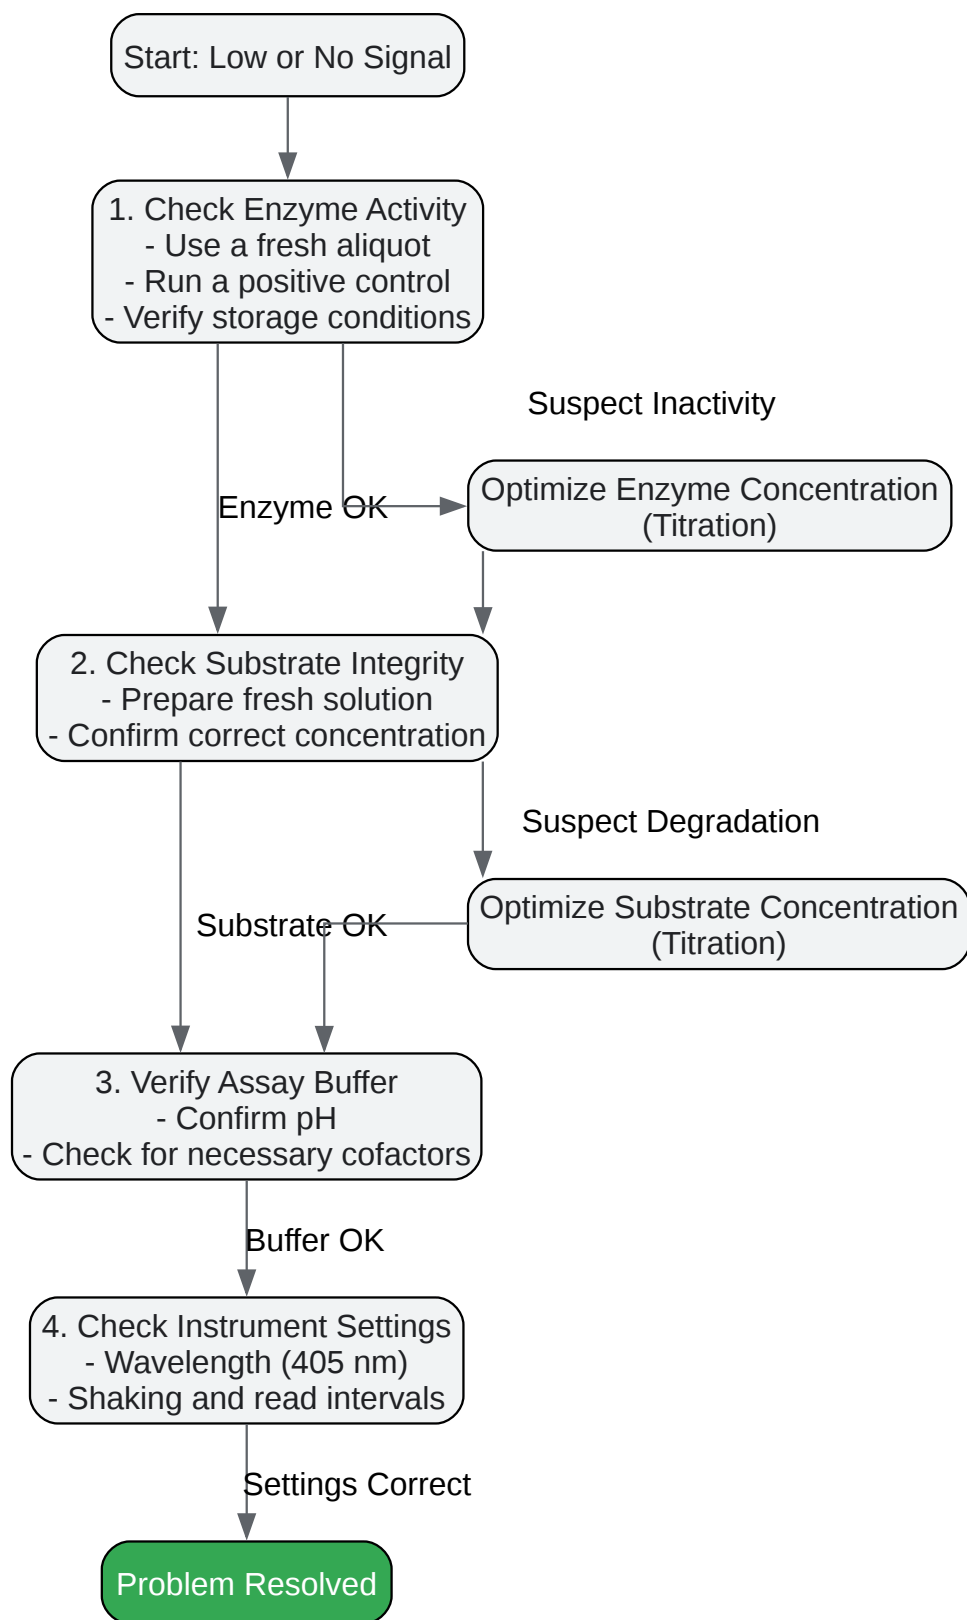 Start: Low or No Signal
1. Check Enzyme Activity
- Use a fresh aliquot
- Run a positive control
- Verify storage conditions
Suspect Inactivity
Enzyme OK
Optimize Enzyme Concentration
(Titration)
2. Check Substrate Integrity
- Prepare fresh solution
- Confirm correct concentration
Suspect Degradation
Substrate OK
Optimize Substrate Concentration
(Titration)
3. Verify Assay Buffer
- Confirm pH
- Check for necessary cofactors
Buffer OK
4. Check Instrument Settings
- Wavelength (405 nm)
- Shaking and read intervals
Settings Correct
Problem Resolved